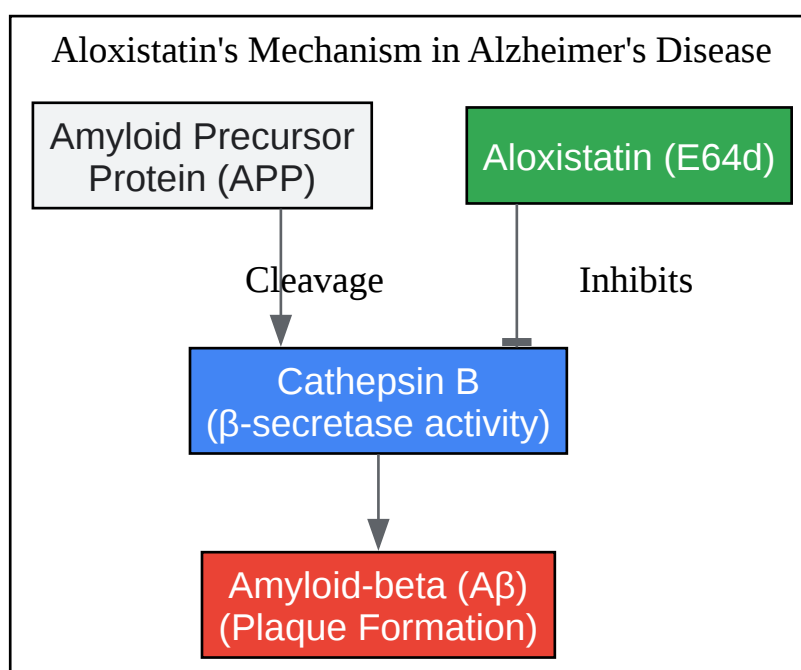 Aloxistatin's Mechanism in Alzheimer's Disease
Amyloid Precursor
Protein (APP)
Aloxistatin (E64d)
Cleavage
Inhibits
Cathepsin B
(β-secretase activity)
Amyloid-beta (Aβ)
(Plaque Formation)